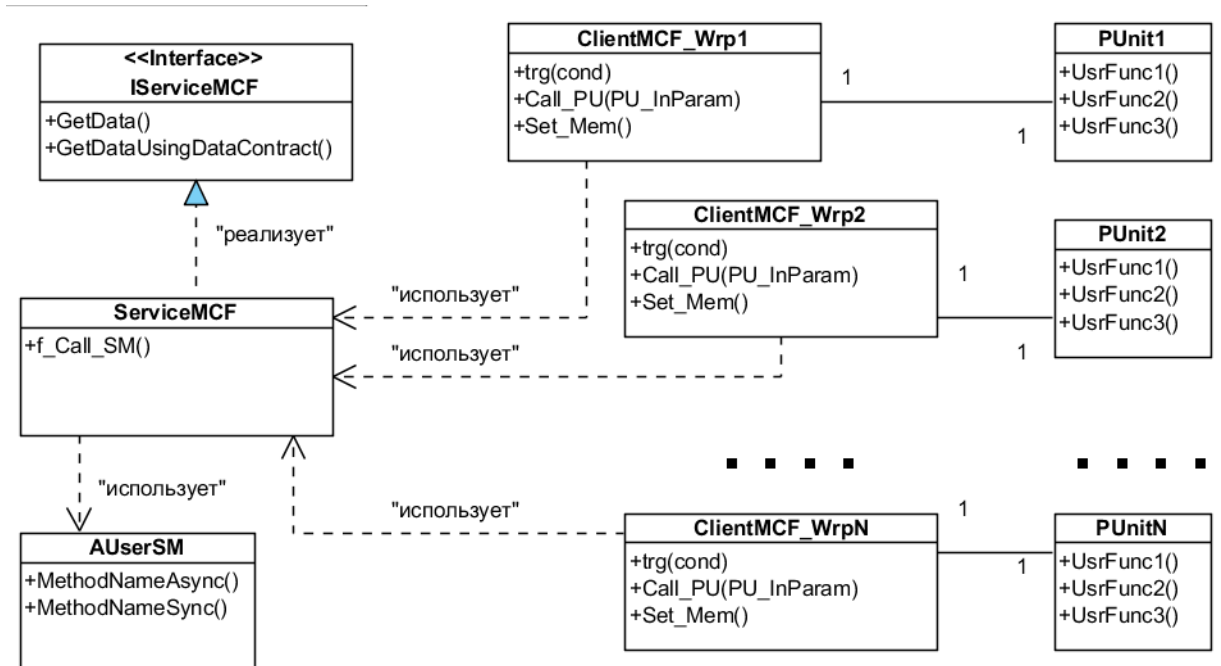 <<Interface>>
IServiceMCF
+GetData()
+GetDataUsingDataContract()
"реализует"
ServiceMCF
+f_Call_SM()
"использует"
AUserSM
+MethodNameAsync()
+MethodNameSync()
"использует"
"использует"
"использует"
ClientMCF_Wrp1
+trg(cond)
+Call_PU(PU_InParam)
+Set_Mem()
1
1
PUnit1
+UsrFunc1()
+UsrFunc2()
+UsrFunc3()
ClientMCF_Wrp2
+trg(cond)
+Call_PU(PU_InParam)
+Set_Mem()
1
1
PUnit2
+UsrFunc1()
+UsrFunc2()
+UsrFunc3()
ClientMCF_WrpN
+trg(cond)
+Call_PU(PU_InParam)
+Set_Mem()
1
1
PUnitN
+UsrFunc1()
+UsrFunc2()
+UsrFunc3()